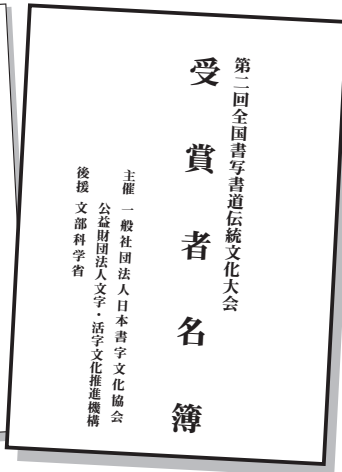 第二回全国書写書道伝統文化大会
受賞者名簿
主催 一般社団法人日本書字文化協会
公益財団法人文字・活字文化推進機構
後援 文部科学省